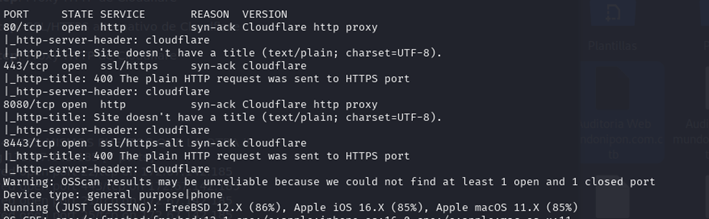 PORT     STATE SERVICE       REASON  VERSION
80/tcp   open  http          syn-ack Cloudflare http proxy
|_http-server-header: cloudflare
|_http-title: Site doesn't have a title (text/plain; charset=UTF-8).
443/tcp  open  ssl/https     syn-ack cloudflare
|_http-title: 400 The plain HTTP request was sent to HTTPS port
|_http-server-header: cloudflare
8080/tcp open  http          syn-ack Cloudflare http proxy
|_http-title: Site doesn't have a title (text/plain; charset=UTF-8).
|_http-server-header: cloudflare
8443/tcp open  ssl/https-alt syn-ack cloudflare
|_http-title: 400 The plain HTTP request was sent to HTTPS port
|_http-server-header: cloudflare
Warning: OSScan results may be unreliable because we could not find at least 1 open and 1 closed port
Device type: general purpose|phone
Running (JUST GUESSING): FreeBSD 12.X (86%), Apple iOS 16.X (85%), Apple macOS 11.X (85%)